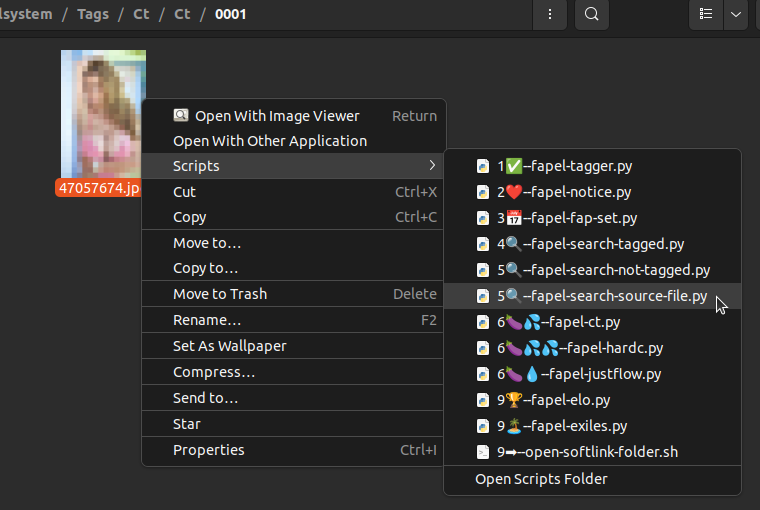 lsystem / Tags / Ct / Ct / 0001
47057674.jp
Open With Image Viewer Return
Open With Other Application
Scripts
Cut Ctrl+X
Copy Ctrl+C
Move to…
Copy to…
Move to Trash Delete
Rename… F2
Set As Wallpaper
Compress…
Send to…
Star
Properties Ctrl+I
1✅--fapel-tagger.py
2❤️--fapel-notice.py
3📅--fapel-fap-set.py
4🔍--fapel-search-tagged.py
5🔍--fapel-search-not-tagged.py
5🔍--fapel-search-source-file.py
6🍆💦--fapel-ct.py
6🍆💦💦--fapel-hardc.py
6🍆💧--fapel-justflow.py
9🏆--fapel-elo.py
9🏝️--fapel-exiles.py
9➡--open-softlink-folder.sh
Open Scripts Folder